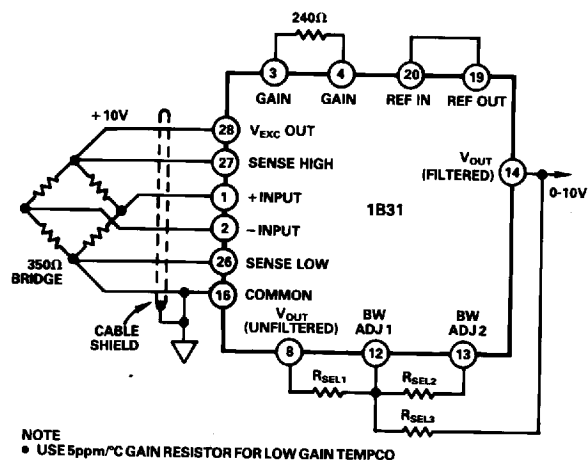 240Ω
3
4
20
19
GAIN
GAIN
REF IN
REF OUT
+10V
28
VEXC OUT
27
SENSE HIGH
VOUT
(FILTERED)
14
0-10V
1
+INPUT
1B31
2
−INPUT
350Ω
BRIDGE
26
SENSE LOW
16
COMMON
CABLE
SHIELD
VOUT
(UNFILTERED)
BW
ADJ 1
BW
ADJ 2
8
12
13
RSEL1
RSEL2
RSEL3
NOTE
• USE 5ppm/°C GAIN RESISTOR FOR LOW GAIN TEMPCO